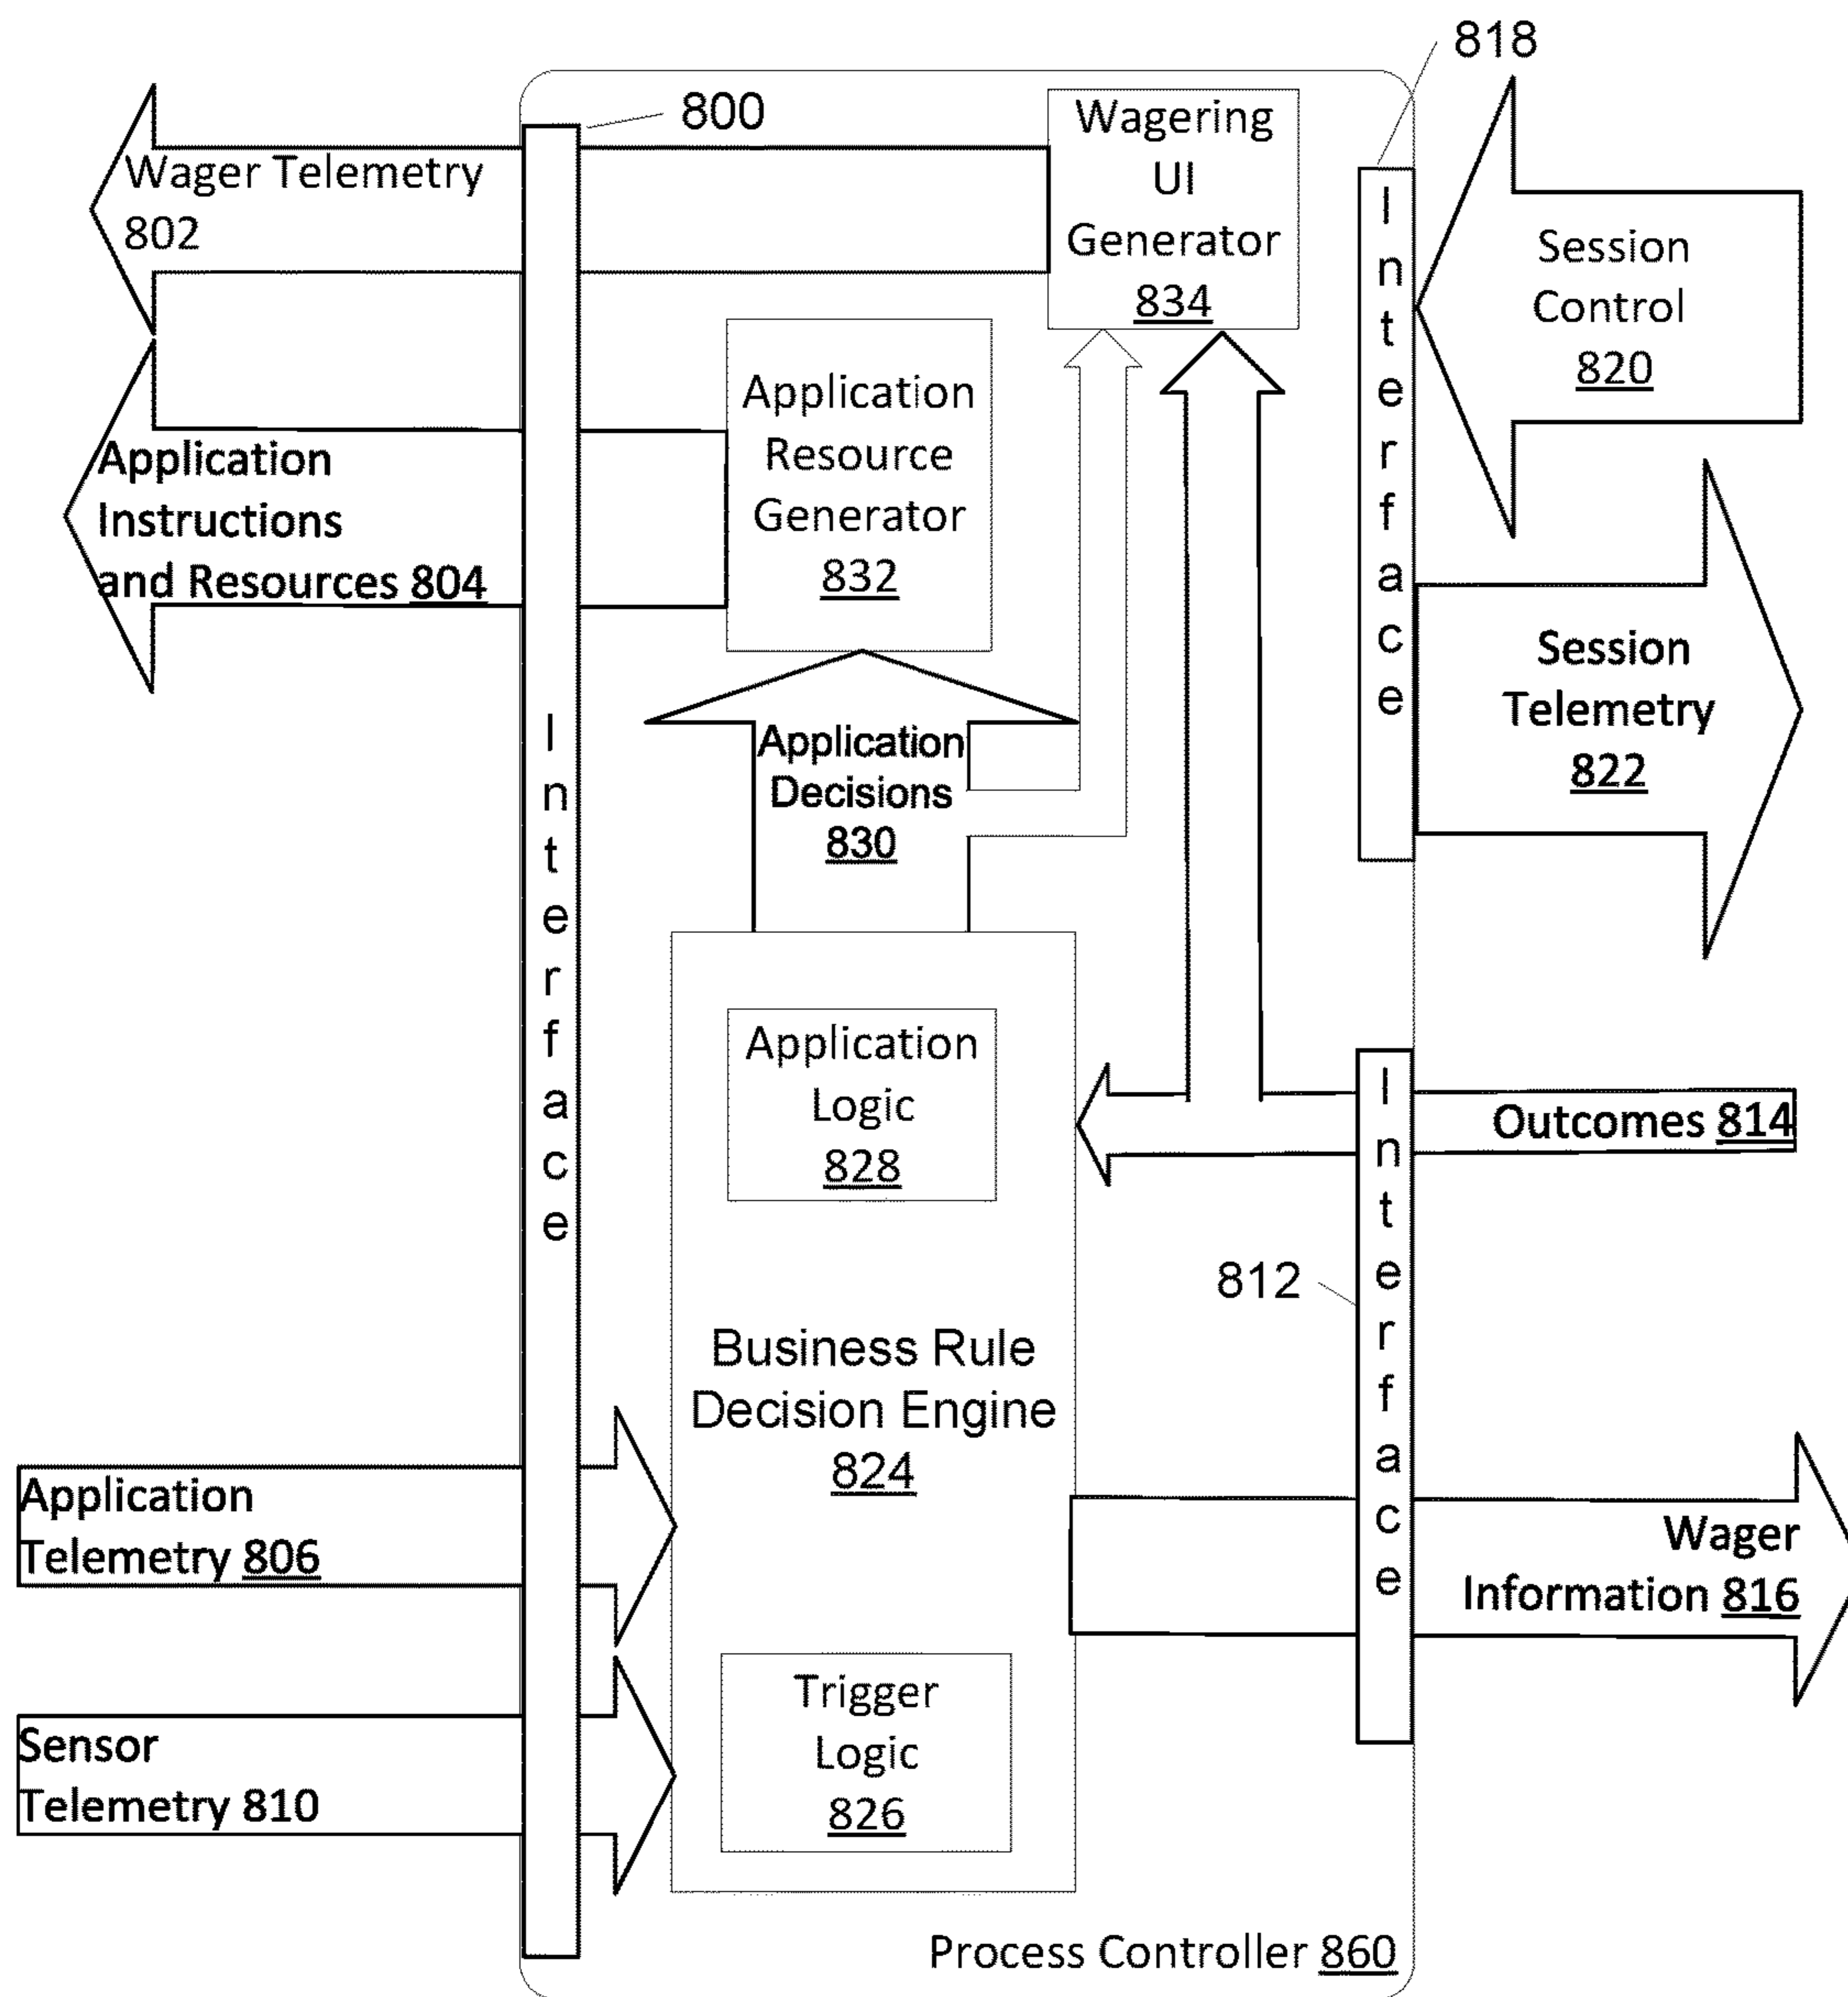 818
800
Wager Telemetry
802
Wagering
UI
Generator
834
Interface
Session
Control
820
Application
Instructions
and Resources 804
Application
Resource
Generator
832
Session
Telemetry
822
Interface
Application
Decisions
830
Application
Logic
828
Interface
Outcomes 814
812
Business Rule
Decision Engine
824
Application
Telemetry 806
Wager
Information 816
Trigger
Logic
826
Sensor
Telemetry 810
Process Controller 860